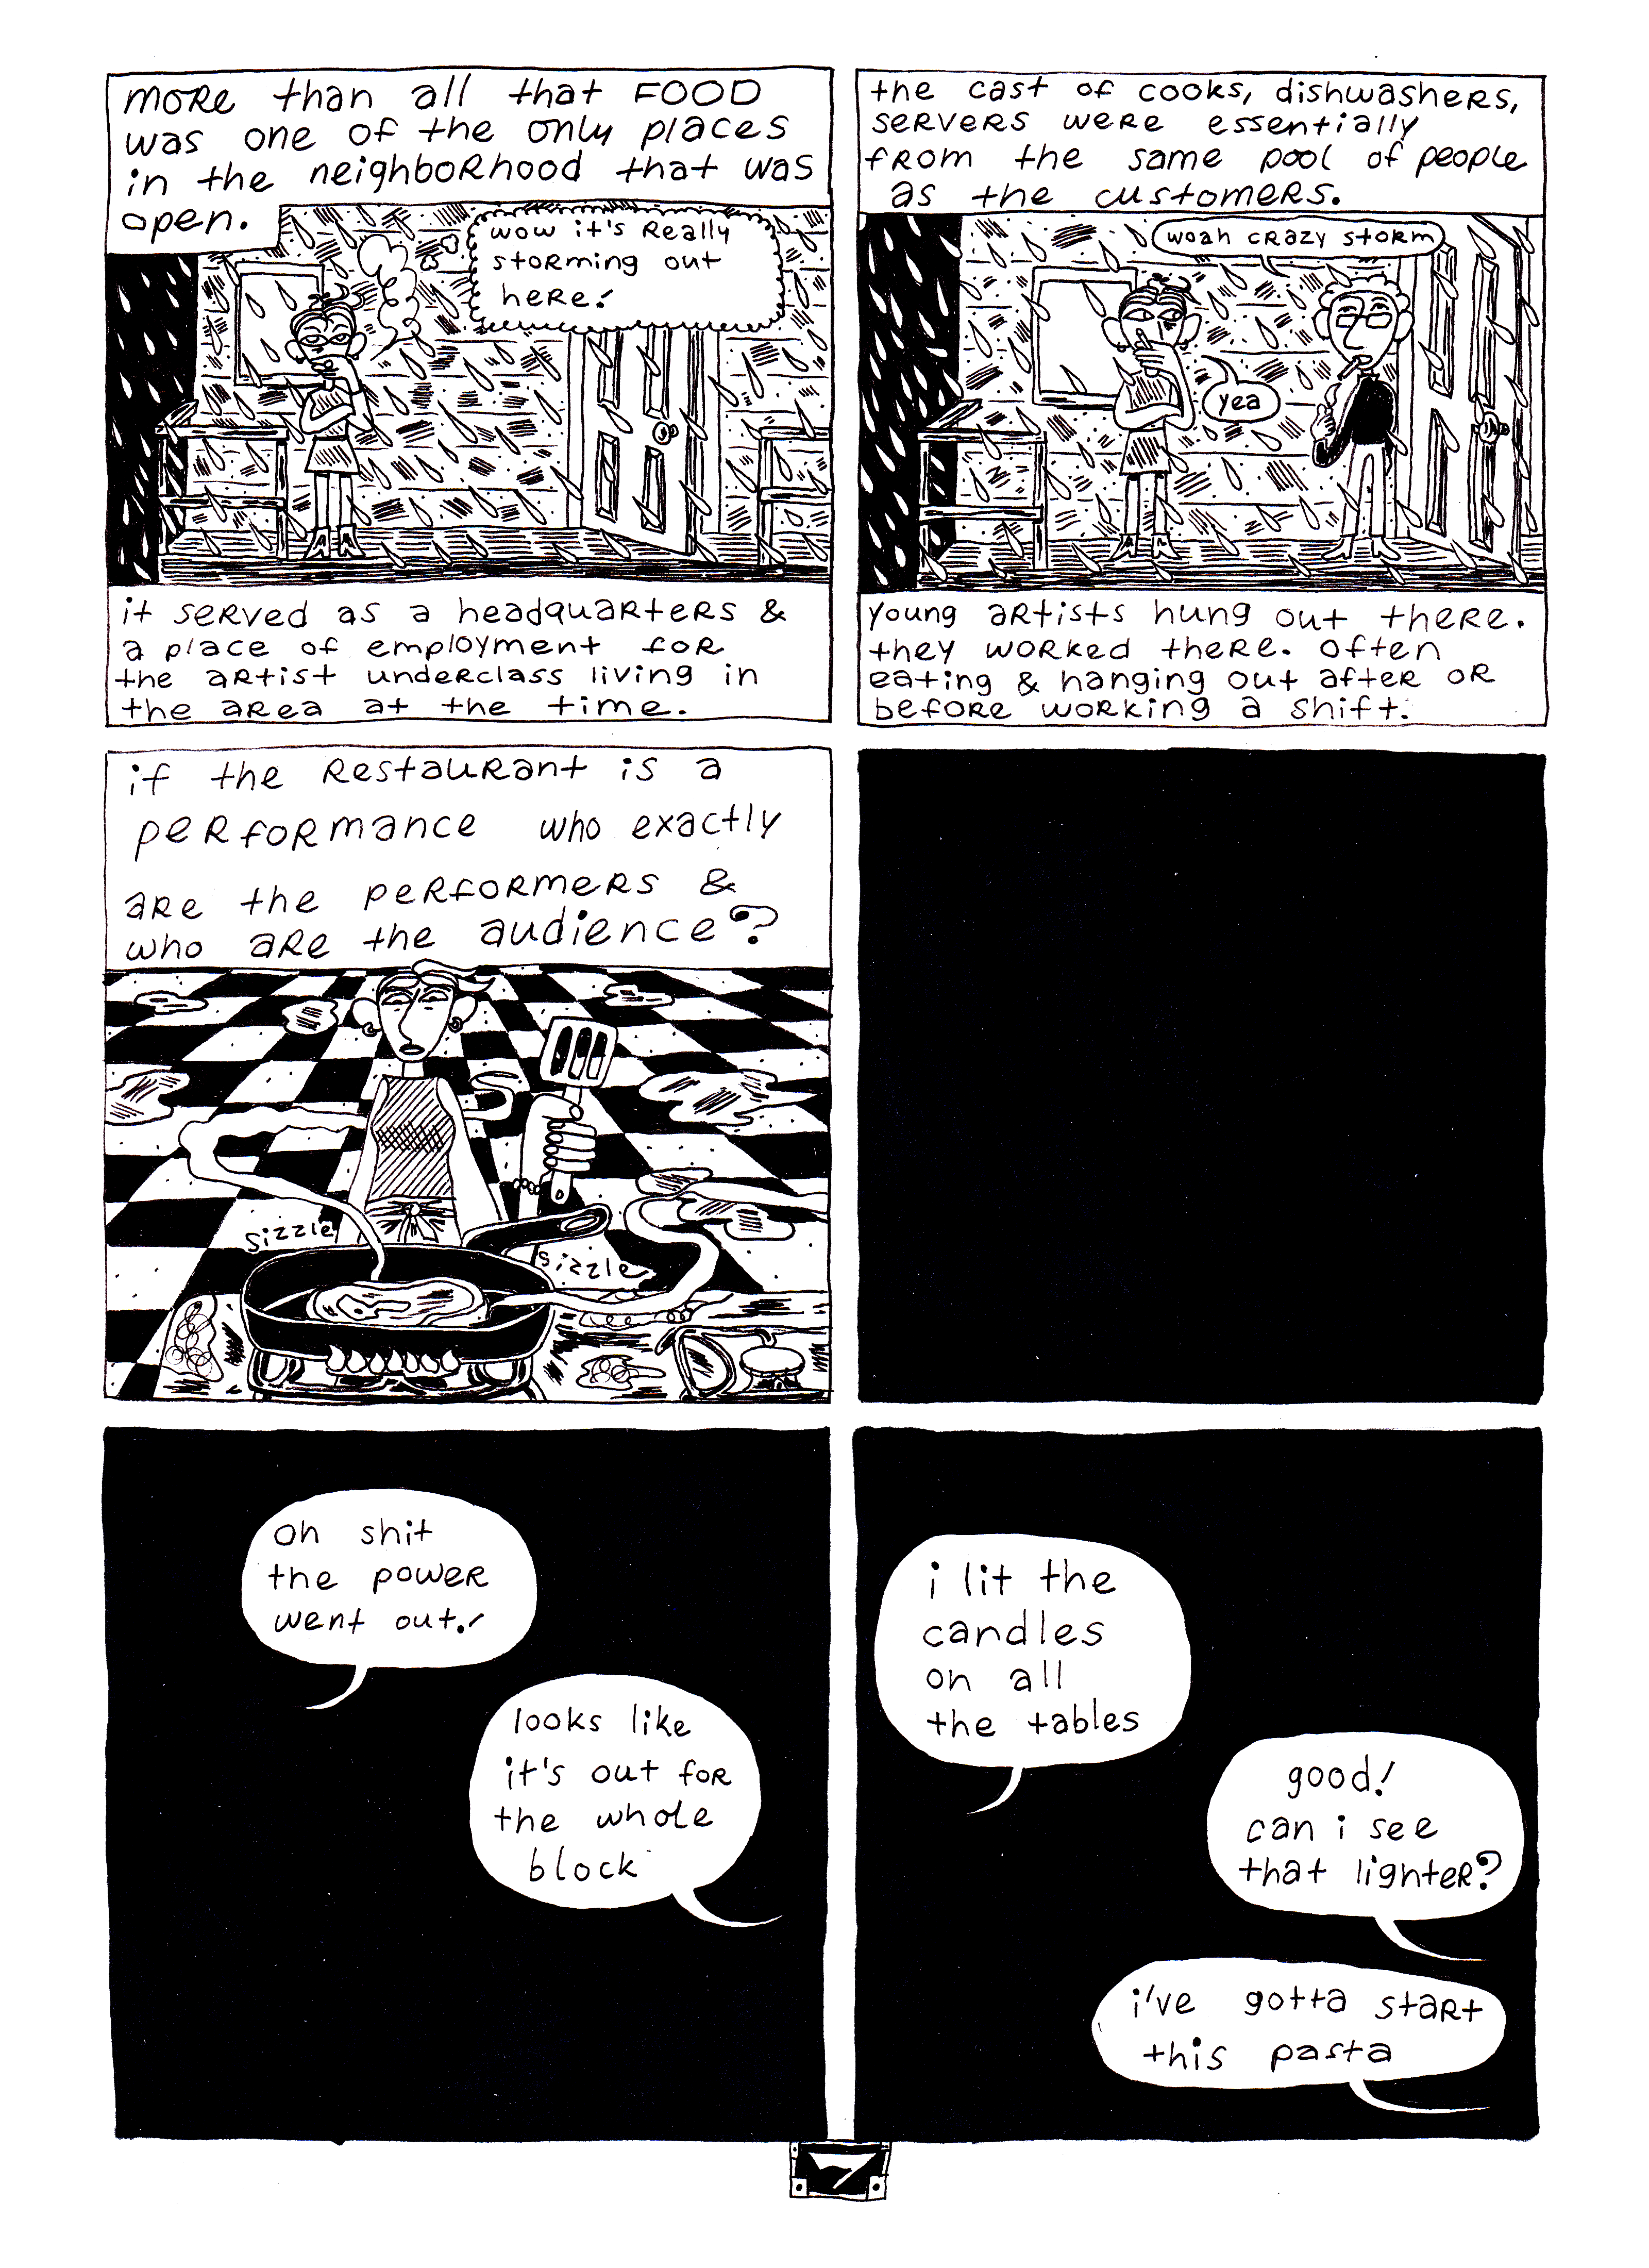 more than all that FOOD
was one of the only places
in the neighborhood that was
open.
wow it's really
storming out
here!
it served as a headquarters &
a place of employment for
the artist underclass living in
the area at the time.
the cast of cooks, dishwashers,
servers were essentially
from the same pool of people
as the customers.
woah crazy storm
yea
young artists hung out there.
they worked there. often
eating & hanging out after or
before working a shift.
if the restaurant is a
performance who exactly
are the performers &
who are the audience?
sizzle
sizzle
oh shit
the power
went out!
looks like
it's out for
the whole
block
i lit the
candles
on all
the tables
good!
can i see
that lighter?
i've gotta start
this pasta
7